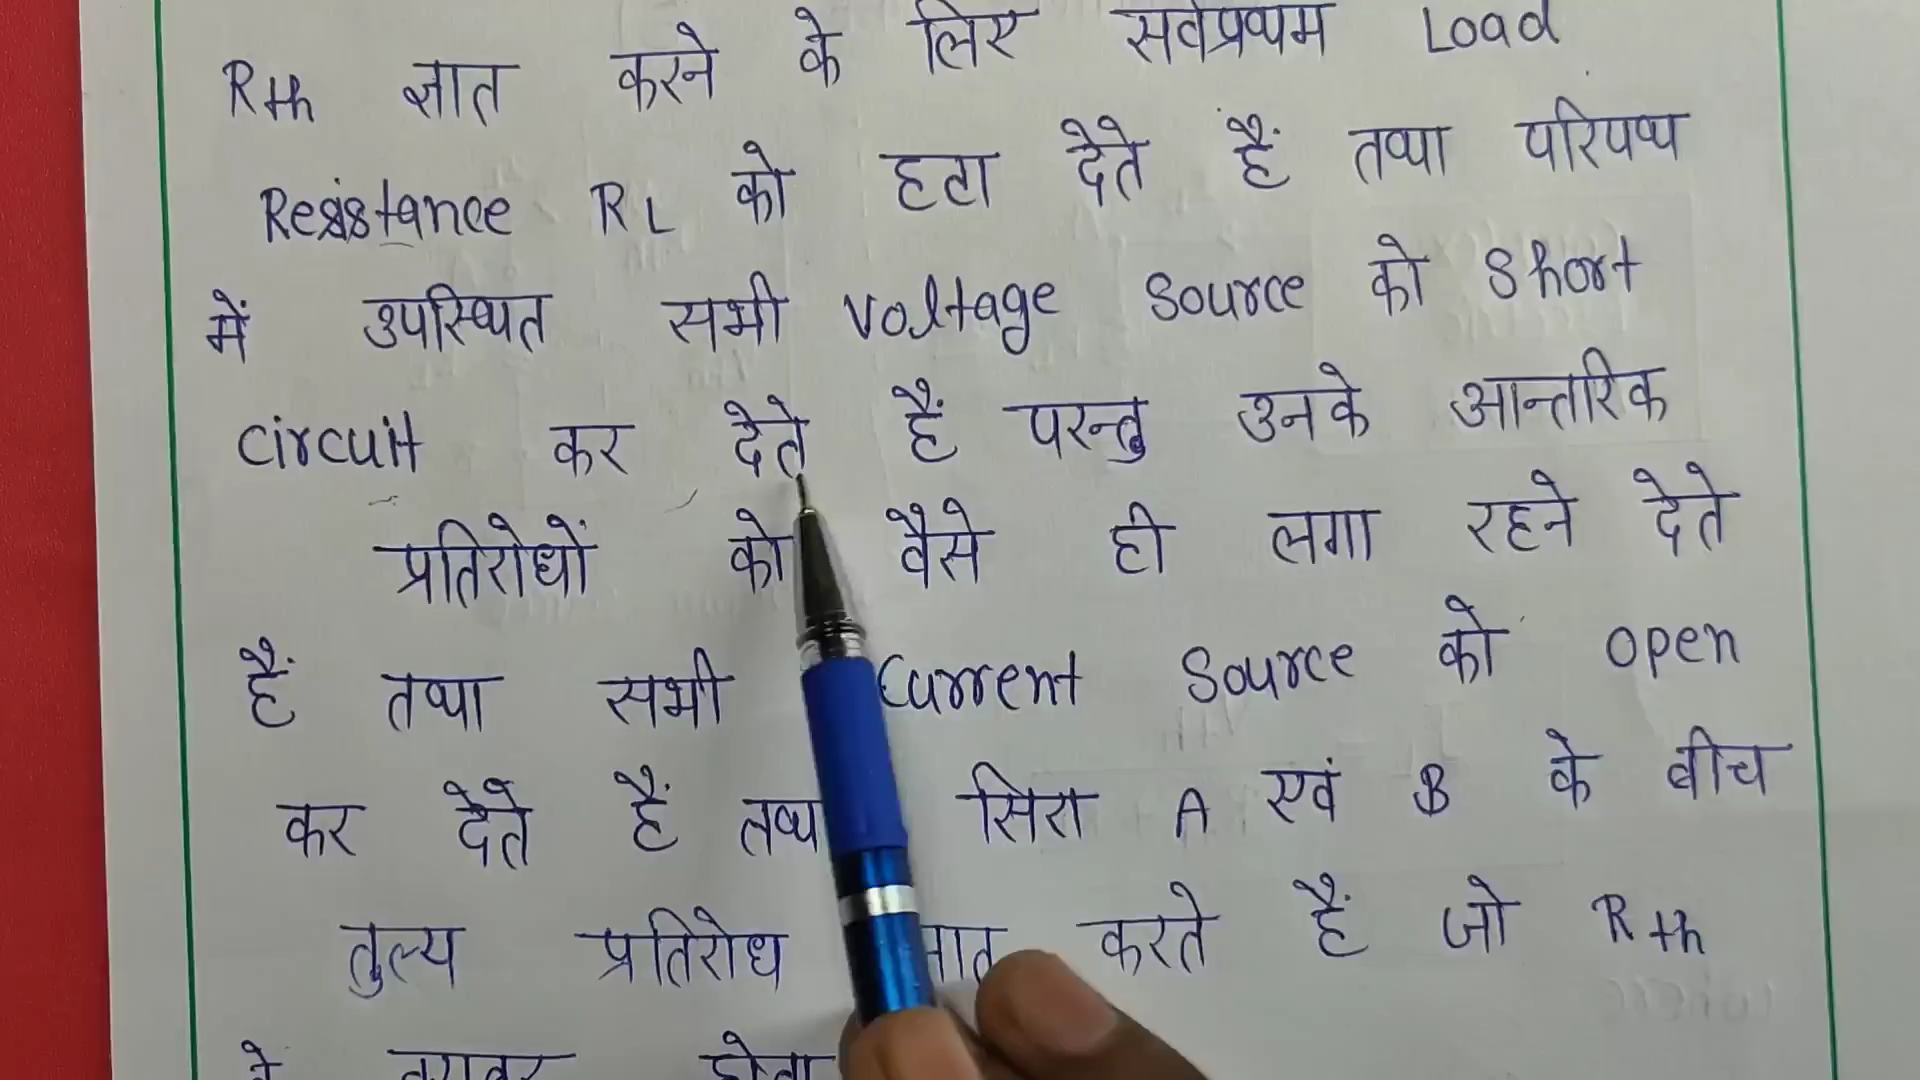 Rth ज्ञात करने के लिए सर्वप्रथम Load
Resistance RL को हटा देते हैं तथा परिपथ
में उपस्थित सभी Voltage Source को Short
Circuit कर देते हैं परन्तु उनके आन्तरिक
प्रतिरोधों को वैसे ही लगा रहने देते
हैं तथा सभी Current Source को open
कर देते हैं तथा सिरा A एवं B के बीच
तुल्य प्रतिरोध ज्ञात करते हैं जो Rth